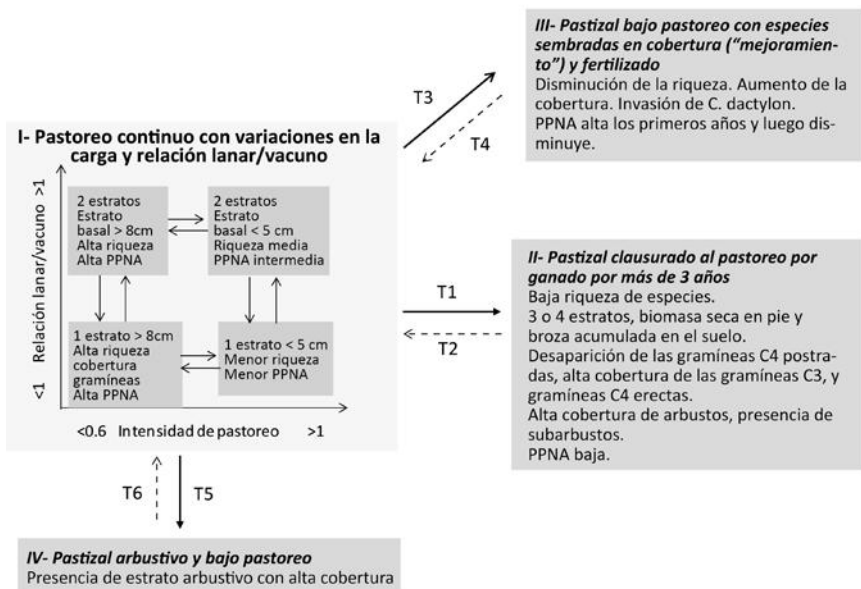 III- Pastizal bajo pastoreo con especies
sembradas en cobertura (“mejoramien-
to”) y fertilizado
Disminución de la riqueza. Aumento de la
cobertura. Invasión de C. dactylon.
PPNA alta los primeros años y luego dis-
minuye.
T3
T4
I- Pastoreo continuo con variaciones en la
carga y relación lanar/vacuno
<1 Relación lanar/vacuno >1
2 estratos
Estrato
basal > 8cm
Alta riqueza
Alta PPNA
2 estratos
Estrato
basal < 5 cm
Riqueza media
PPNA intermedia
1 estrato > 8cm
Alta riqueza
cobertura
gramíneas
Alta PPNA
1 estrato < 5 cm
Menor riqueza
Menor PPNA
<0.6 Intensidad de pastoreo >1
T1
T2
II- Pastizal clausurado al pastoreo por
ganado por más de 3 años
Baja riqueza de especies.
3 o 4 estratos, biomasa seca en pie y
broza acumulada en el suelo.
Desaparición de las gramíneas C4 postra-
das, alta cobertura de las gramíneas C3, y
gramíneas C4 erectas.
Alta cobertura de arbustos, presencia de
subarbustos.
PPNA baja.
T6
T5
IV- Pastizal arbustivo y bajo pastoreo
Presencia de estrato arbustivo con alta cobertura